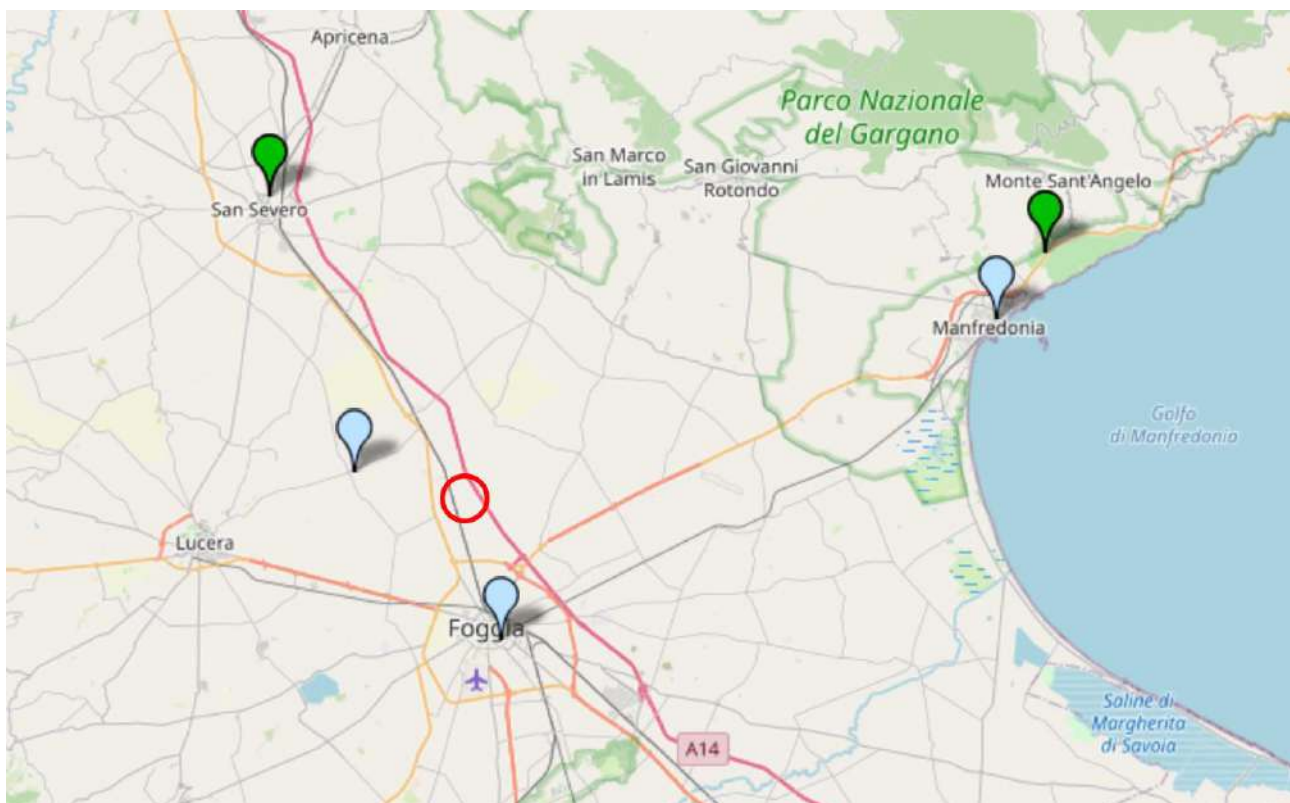 Apricena
Parco Nazionale
del Gargano
San Marco
in Lamis
San Giovanni
Rotondo
Monte Sant'Angelo
San Severo
Manfredonia
Golfo
di Manfredonia
Lucera
Foggia
Saline di
Margherita
di Savoia
A14